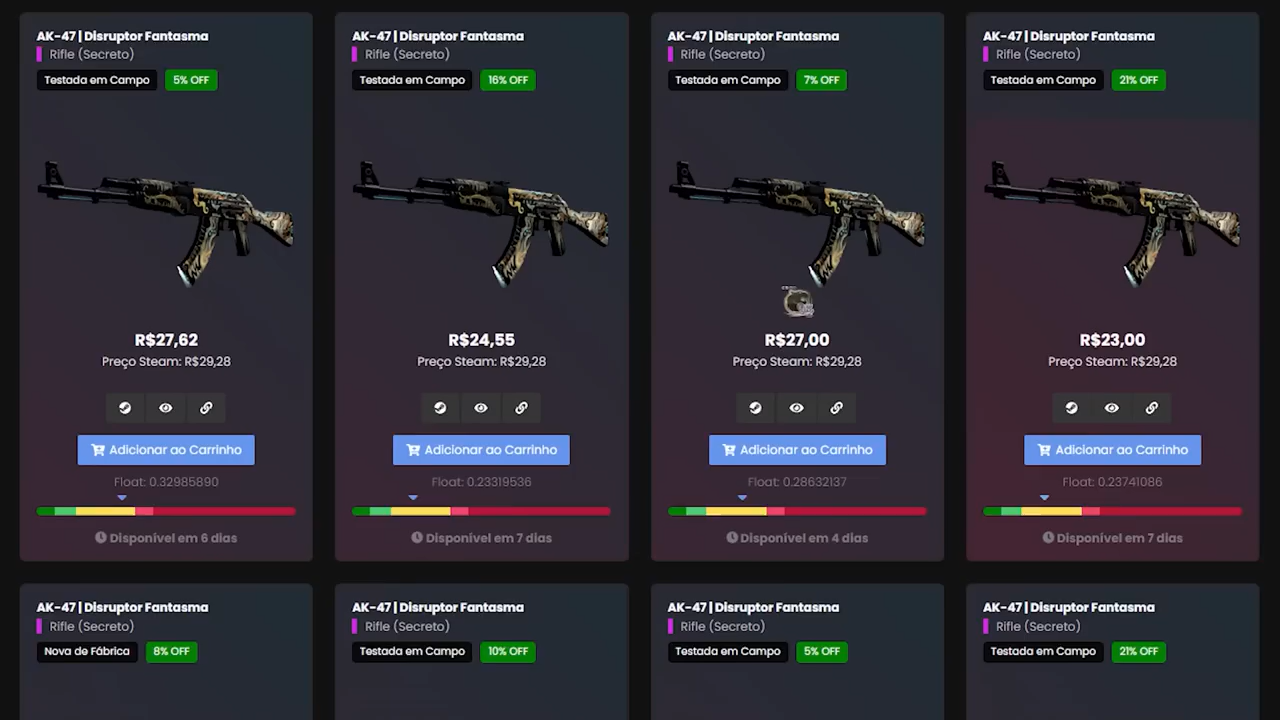 AK-47 | Disruptor Fantasma
Rifle (Secreto)
Testada em Campo 5% OFF
R$27,62
Preço Steam: R$29,28
Adicionar ao Carrinho
Float: 0.32985890
Disponível em 6 dias
AK-47 | Disruptor Fantasma
Rifle (Secreto)
Testada em Campo 16% OFF
R$24,55
Preço Steam: R$29,28
Adicionar ao Carrinho
Float: 0.23319536
Disponível em 7 dias
AK-47 | Disruptor Fantasma
Rifle (Secreto)
Testada em Campo 7% OFF
R$27,00
Preço Steam: R$29,28
Adicionar ao Carrinho
Float: 0.28632137
Disponível em 4 dias
AK-47 | Disruptor Fantasma
Rifle (Secreto)
Testada em Campo 21% OFF
R$23,00
Preço Steam: R$29,28
Adicionar ao Carrinho
Float: 0.23741086
Disponível em 7 dias
AK-47 | Disruptor Fantasma
Rifle (Secreto)
Nova de Fábrica 8% OFF
AK-47 | Disruptor Fantasma
Rifle (Secreto)
Testada em Campo 10% OFF
AK-47 | Disruptor Fantasma
Rifle (Secreto)
Testada em Campo 5% OFF
AK-47 | Disruptor Fantasma
Rifle (Secreto)
Testada em Campo 21% OFF